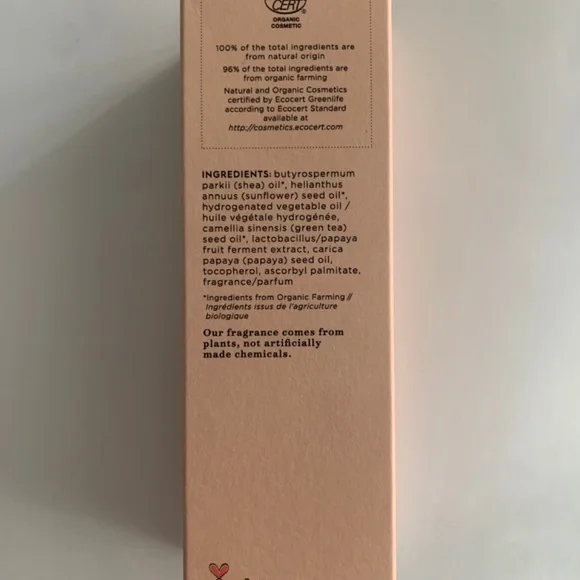 CERT
ORGANIC
COSMETIC
100% of the total ingredients are
from natural origin
96% of the total ingredients are
from organic farming
Natural and Organic Cosmetics
certified by Ecocert Greenlife
according to Ecocert Standard
available at
http://cosmetics.ecocert.com
INGREDIENTS: butyrospermum
parkii (shea) oil*, helianthus
annuus (sunflower) seed oil*,
hydrogenated vegetable oil /
huile végétale hydrogénée,
camellia sinensis (green tea)
seed oil*, lactobacillus/papaya
fruit ferment extract, carica
papaya (papaya) seed oil,
tocopherol, ascorbyl palmitate,
fragrance/parfum
*Ingredients from Organic Farming //
Ingrédients issus de l'agriculture
biologique
Our fragrance comes from
plants, not artificially
made chemicals.